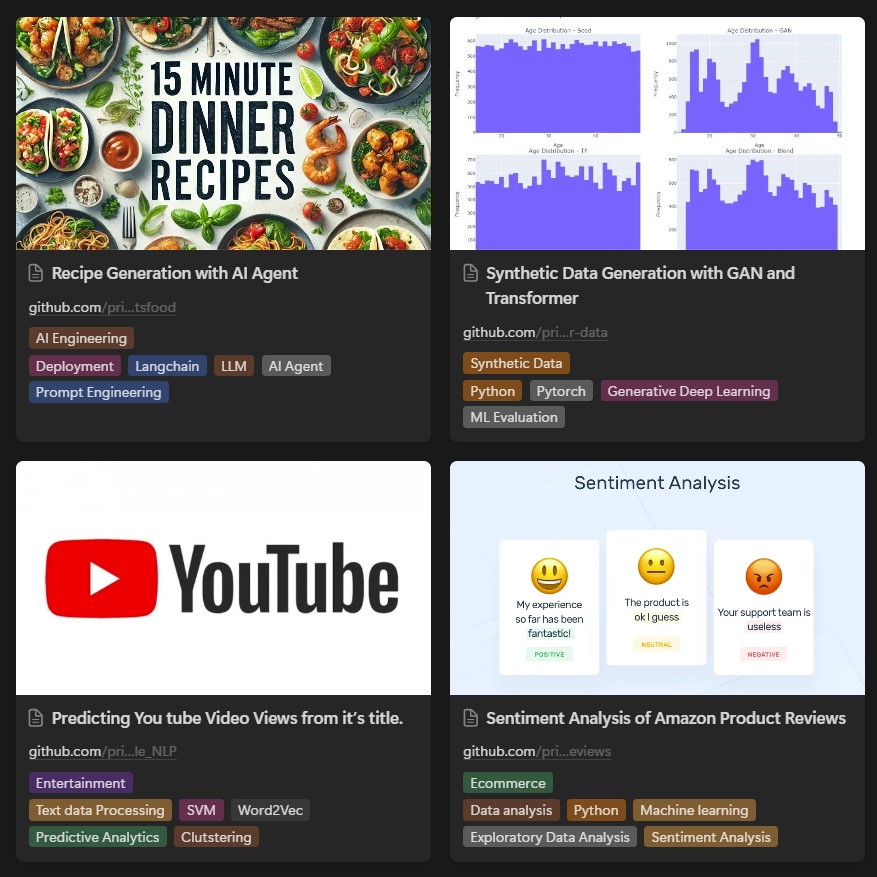 15 MINUTE
DINNER
RECIPES
Recipe Generation with AI Agent
github.com/pri...tsfood
AI Engineering
Deployment Langchain LLM AI Agent
Prompt Engineering
Age Distribution - Seed
Age Distribution - GAN
Frequency
Frequency
Age
Age
Age Distribution - TF
Age Distribution - Blend
Frequency
Frequency
Synthetic Data Generation with GAN and
Transformer
github.com/pri...r-data
Synthetic Data
Python Pytorch Generative Deep Learning
ML Evaluation
YouTube
Predicting You tube Video Views from it’s title.
github.com/pri...le_NLP
Entertainment
Text data Processing SVM Word2Vec
Predictive Analytics Clutstering
Sentiment Analysis
My experience
so far has been
fantastic!
POSITIVE
The product is
ok I guess
NEUTRAL
Your support team is
useless
NEGATIVE
Sentiment Analysis of Amazon Product Reviews
github.com/pri...eviews
Ecommerce
Data analysis Python Machine learning
Exploratory Data Analysis Sentiment Analysis